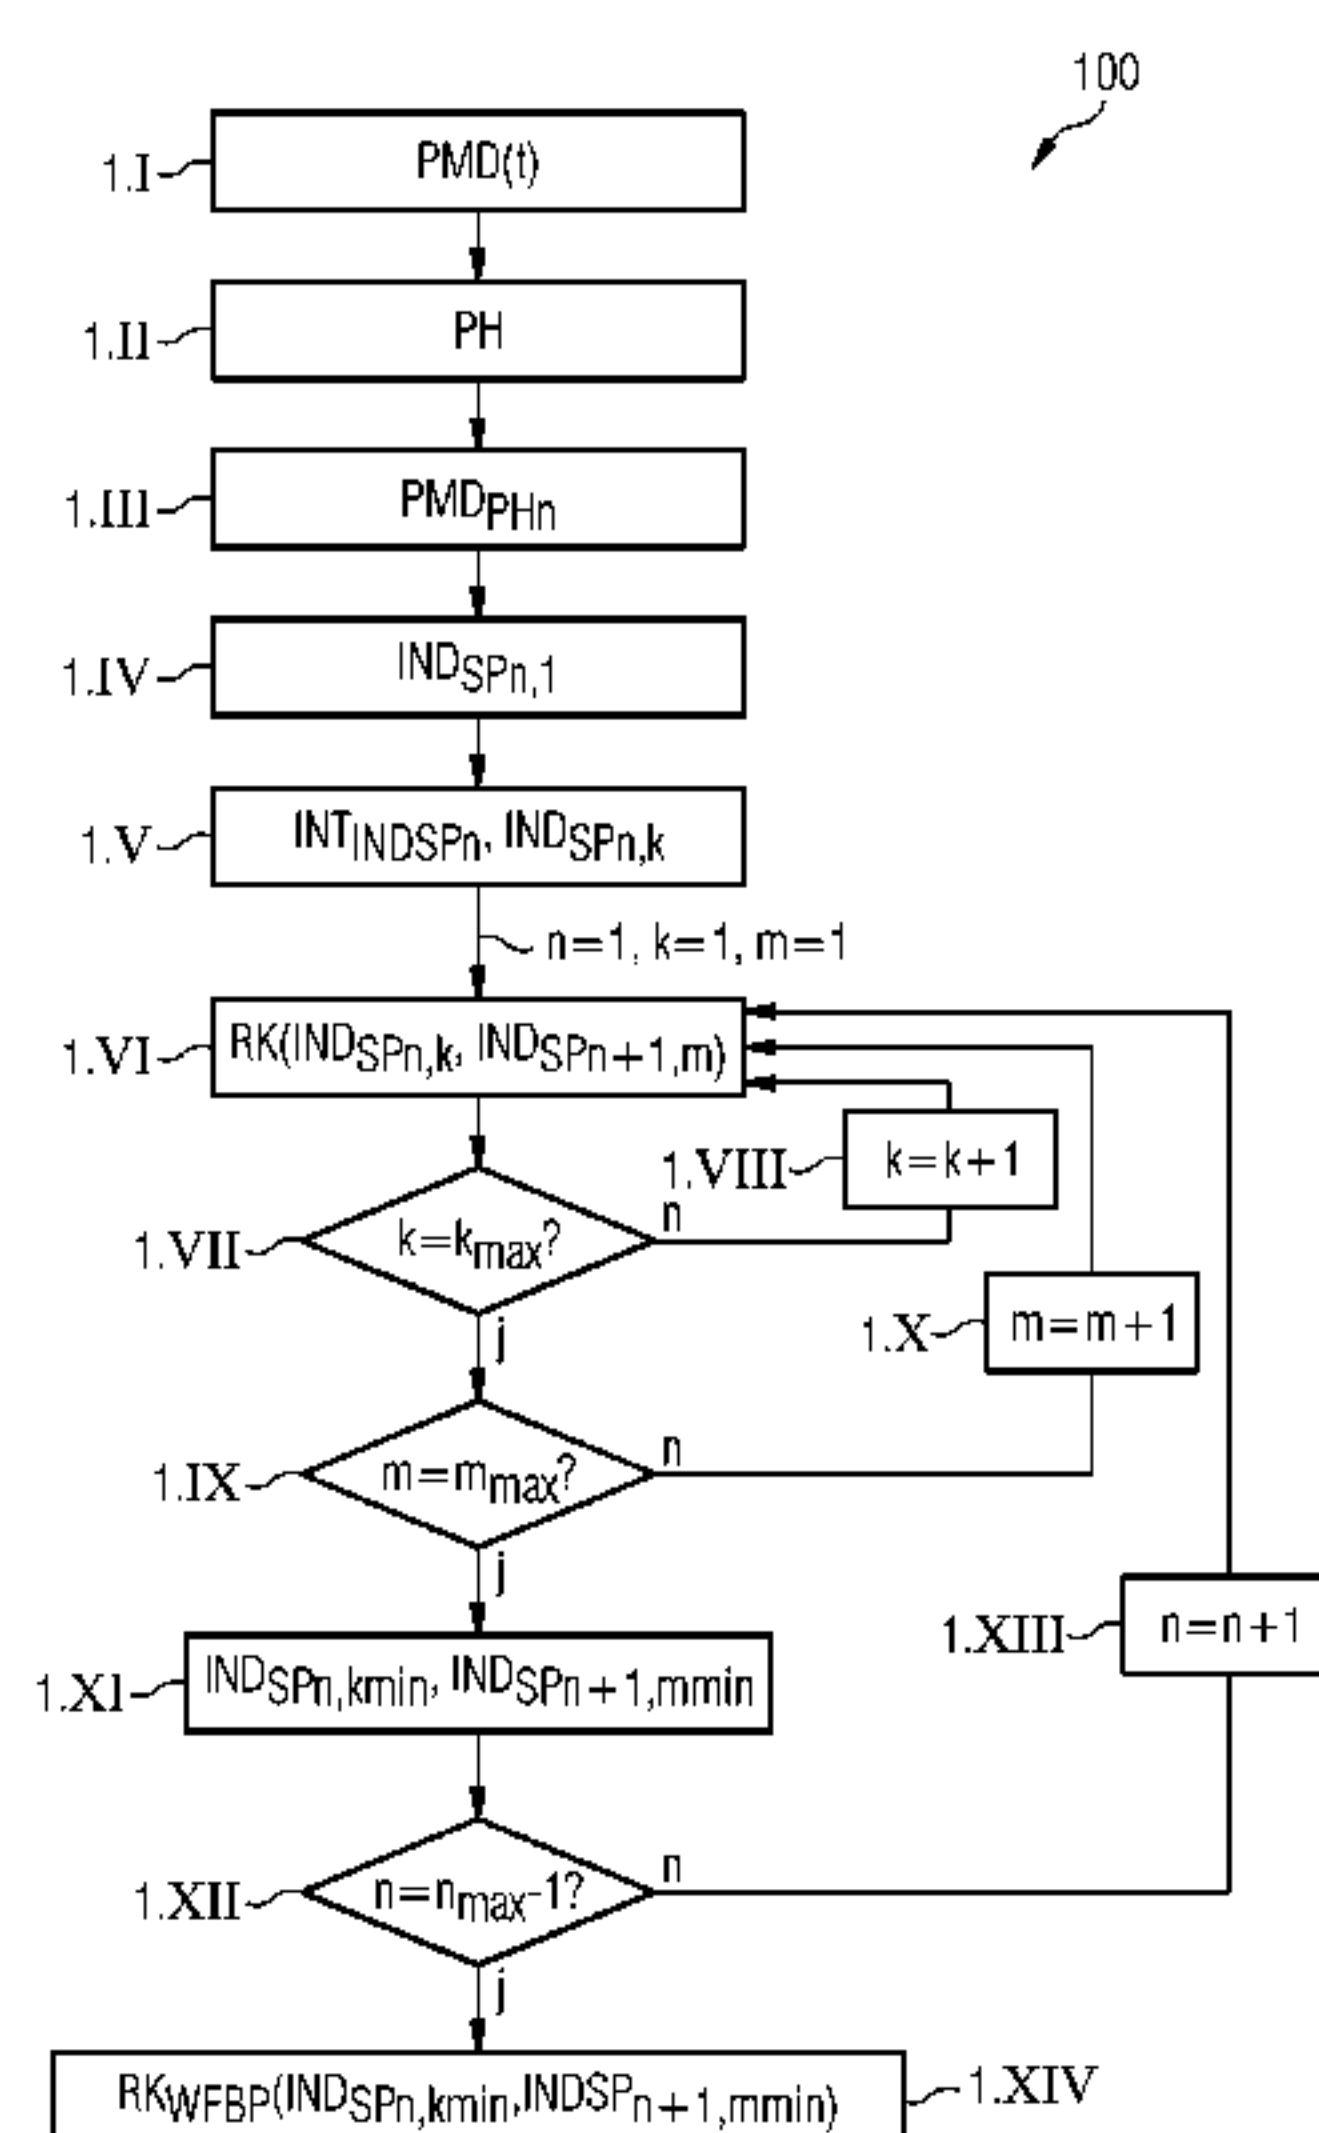 100
1.I
PMD(t)
1.II
PH
1.III
PMDPHn
1.IV
INDSPn,1
1.V
INTINDSPn, INDSPn,k
n=1, k=1, m=1
1.VI
RK(INDSPn,k, INDSPn+1,m)
1.VIII
k=k+1
n
1.VII
k=kmax?
1.X
m=m+1
j
n
1.IX
m=mmax?
j
1.XIII
n=n+1
1.XI
INDSPn,kmin, INDSPn+1,mmin
n
1.XII
n=nmax-1?
j
RKWFBP(INDSPn,kmin,INDSPn+1,mmin)
1.XIV